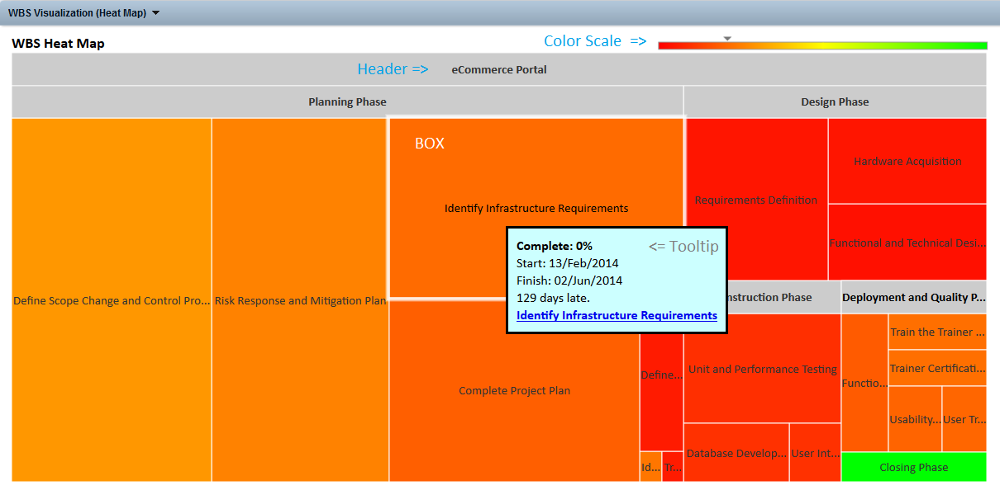 WBS Visualization (Heat Map)
WBS Heat Map
Color Scale =>
Header =>
eCommerce Portal
Planning Phase
Design Phase
BOX
Identify Infrastructure Requirements
Define Scope Change and Control Pro...
Risk Response and Mitigation Plan
Complete Project Plan
Define...
Id...
Tr...
Requirements Definition
Hardware Acquisition
Functional and Technical Desi...
Complete: 0%
<= Tooltip
Start: 13/Feb/2014
Finish: 02/Jun/2014
129 days late.
Identify Infrastructure Requirements
nstruction Phase
Deployment and Quality P...
Unit and Performance Testing
Database Develop...
User Int...
Functio...
Train the Trainer ...
Trainer Certificati...
Usability...
User Tr...
Closing Phase